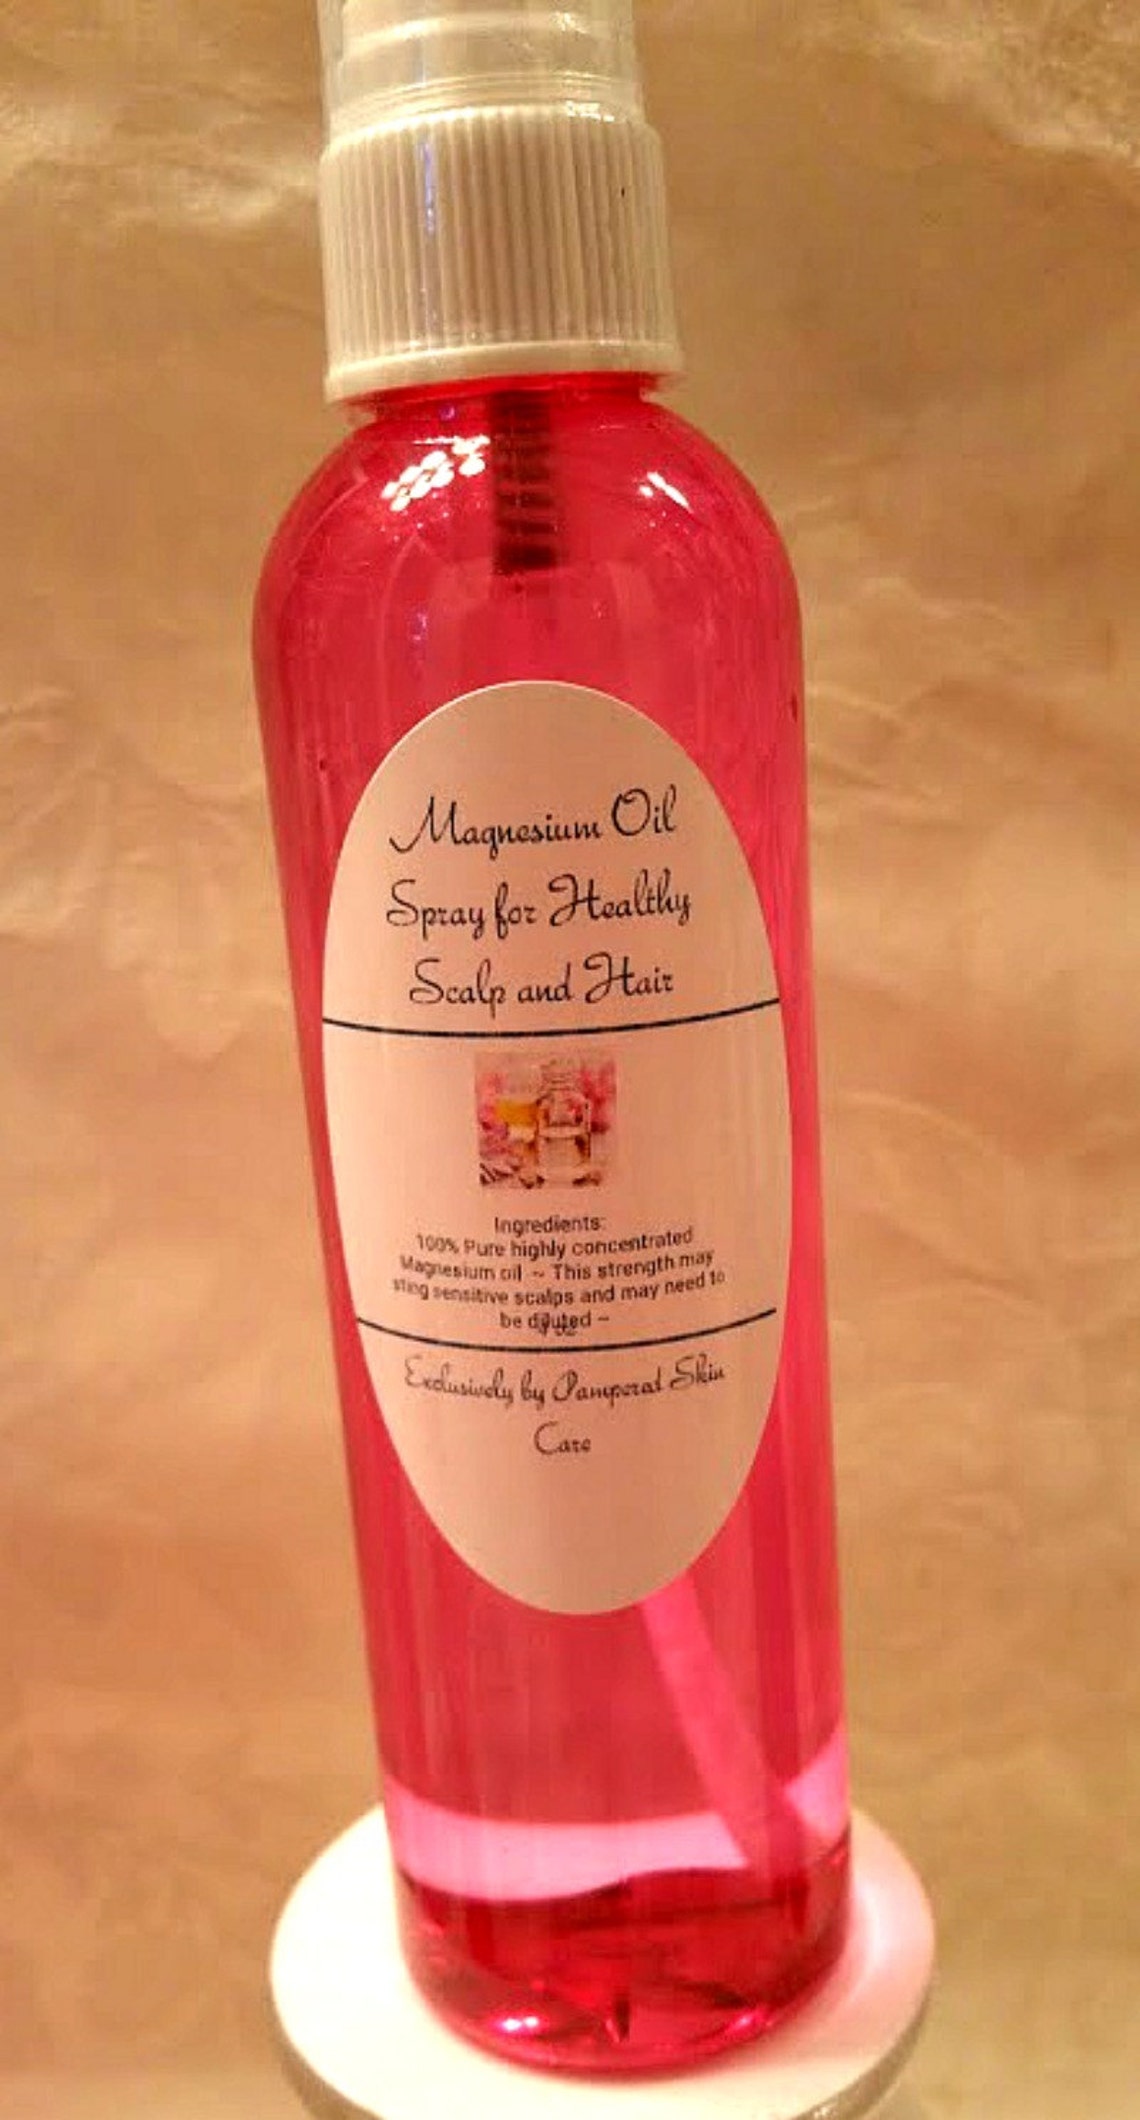 Magnesium Oil
Spray for Healthy
Scalp and Hair
Ingredients:
100% Pure highly concentrated
Magnesium oil ~ This strength may
sting sensitive scalps and may need to
be diluted ~
Exclusively by Pamperat Skin
Care